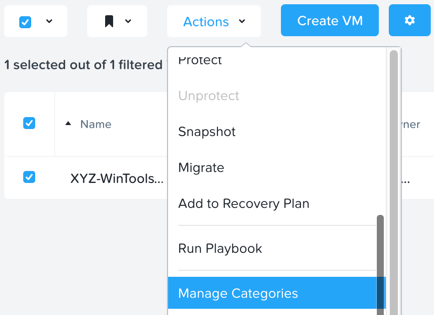 Actions
Create VM
1 selected out of 1 filtered
Protect
Unprotect
Name
ner
Snapshot
Migrate
XYZ-WinTools...
...
Add to Recovery Plan
Run Playbook
Manage Categories